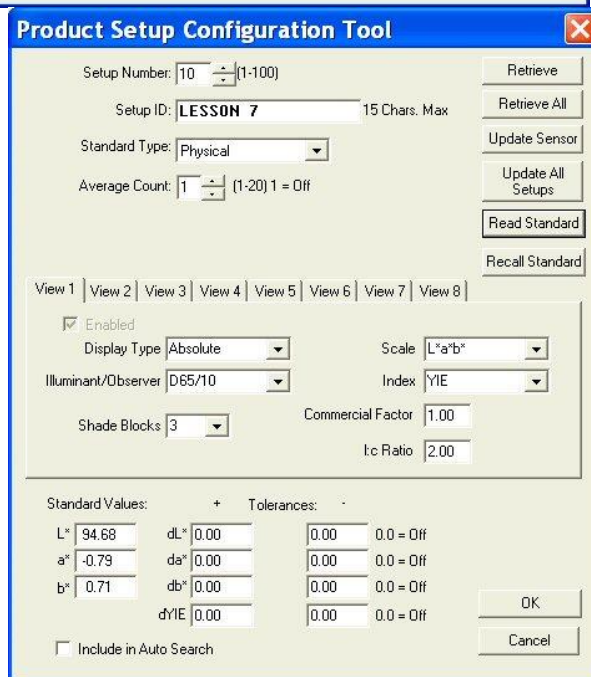 Product Setup Configuration Tool
Setup Number: 10 (1-100) Retrieve
Setup ID: LESSON 7 15 Chars. Max Retrieve All
Standard Type: Physical Update Sensor
Average Count: 1 (1-20) 1 = Off Update All Setups
Read Standard
Recall Standard
View 1 View 2 View 3 View 4 View 5 View 6 View 7 View 8
Enabled
Display Type Absolute Scale L*a*b*
Illuminant/Observer D65/10 Index YIE
Shade Blocks 3 Commercial Factor 1.00
l:c Ratio 2.00
Standard Values: + Tolerances: -
L* 94.68 dL* 0.00 0.00 0.0 = Off
a* -0.79 da* 0.00 0.00 0.0 = Off
b* 0.71 db* 0.00 0.00 0.0 = Off
dYIE 0.00 0.00 0.0 = Off
OK
Include in Auto Search Cancel